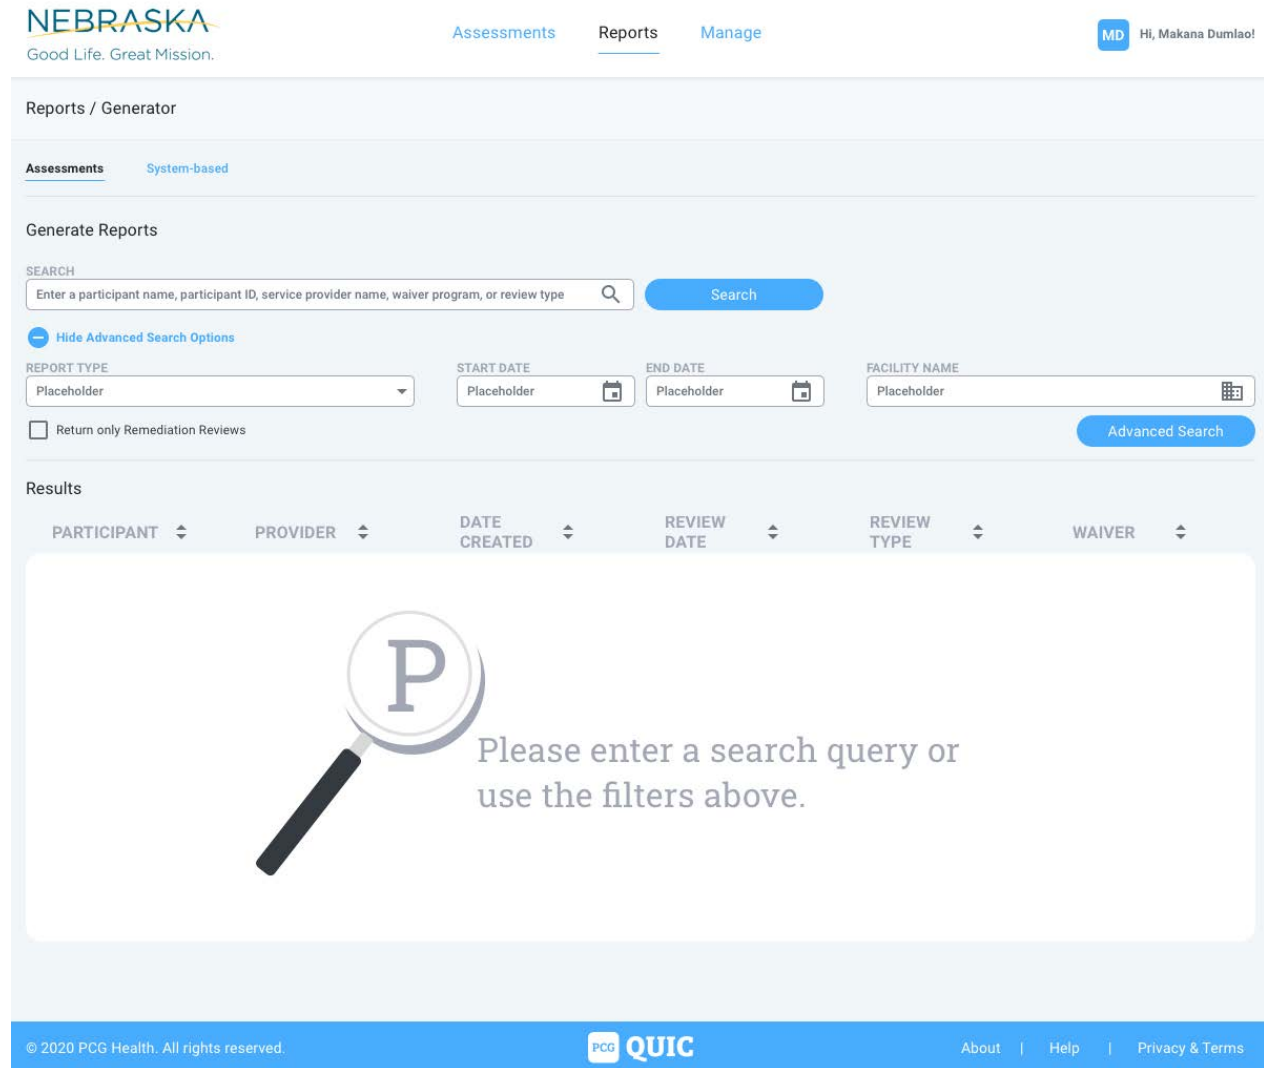 NEBRASKA
Good Life. Great Mission.
Assessments Reports Manage
MD Hi, Makana Dumlao!
Reports / Generator
Assessments System-based
Generate Reports
SEARCH
Enter a participant name, participant ID, service provider name, waiver program, or review type
Search
Hide Advanced Search Options
REPORT TYPE START DATE END DATE FACILITY NAME
Placeholder Placeholder Placeholder Placeholder
Return only Remediation Reviews
Advanced Search
Results
PARTICIPANT PROVIDER DATE CREATED REVIEW DATE REVIEW TYPE WAIVER
P
Please enter a search query or
use the filters above.
© 2020 PCG Health. All rights reserved. PCG QUIC About | Help | Privacy & Terms